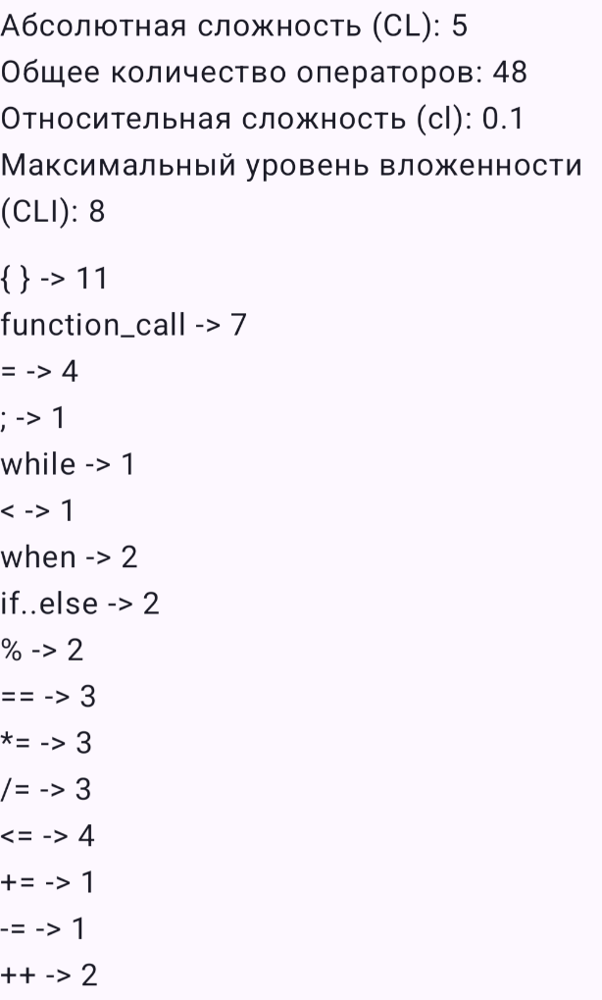 Абсолютная сложность (CL): 5
Общее количество операторов: 48
Относительная сложность (cl): 0.1
Максимальный уровень вложенности
(CLI): 8
{ } -> 11
function_call -> 7
= -> 4
; -> 1
while -> 1
< -> 1
when -> 2
if..else -> 2
% -> 2
== -> 3
*= -> 3
/= -> 3
<= -> 4
+= -> 1
-= -> 1
++ -> 2